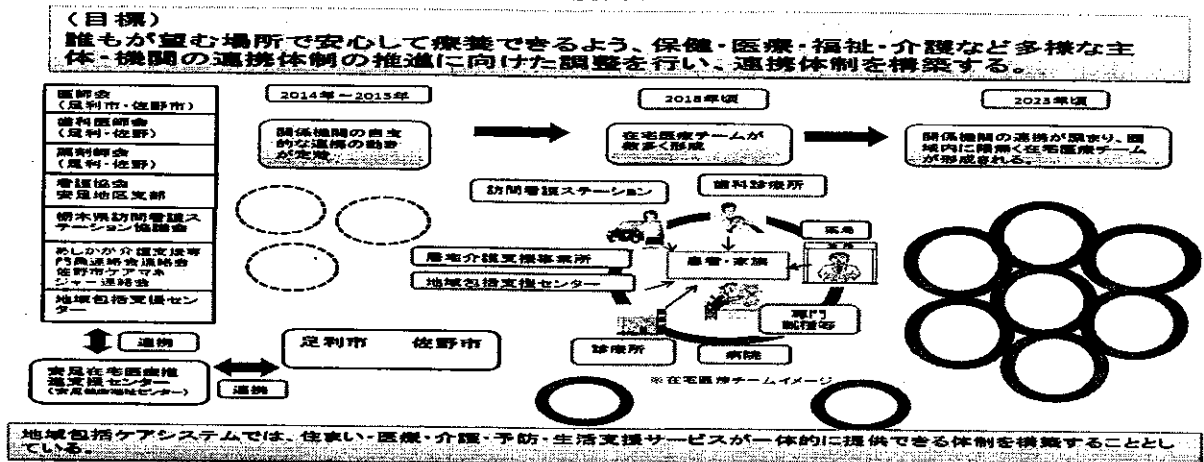 (目標)
誰もが望む場所で安心して療養できるよう、保健・医療・福祉・介護など多様な主
体・機関の連携体制の推進に向けた調整を行い、連携体制を構築する。
医師会
(足利市・佐野市)
歯科医師会
(足利・佐野)
薬剤師会
(足利・佐野)
看護協会
安足地区支部
栃木県訪問看護ス
テーション協議会
あしかが介護支援専
門員連絡会連絡会
佐野市ケアマネ
ジャー連絡会
地域包括支援セン
ター
連携
安足在宅医療推
進支援センター
(安足健康福祉センター)
連携
足利市 佐野市
2014年~2015年
関係機関の自主
的な連携の動き
が定着
2018年頃
在宅医療チームが
数多く形成
2025年頃
関係機関の連携が深まり、圏
域内に隙無く在宅医療チーム
が形成される。
訪問看護ステーション
歯科診療所
薬局
居宅介護支援事業所
地域包括支援センター
患者・家族
専門
職種等
診療所
病院
※在宅医療チームイメージ
地域包括ケアシステムでは、住まい・医療・介護・予防・生活支援サービスが一体的に提供できる体制を構築することとし
ている。